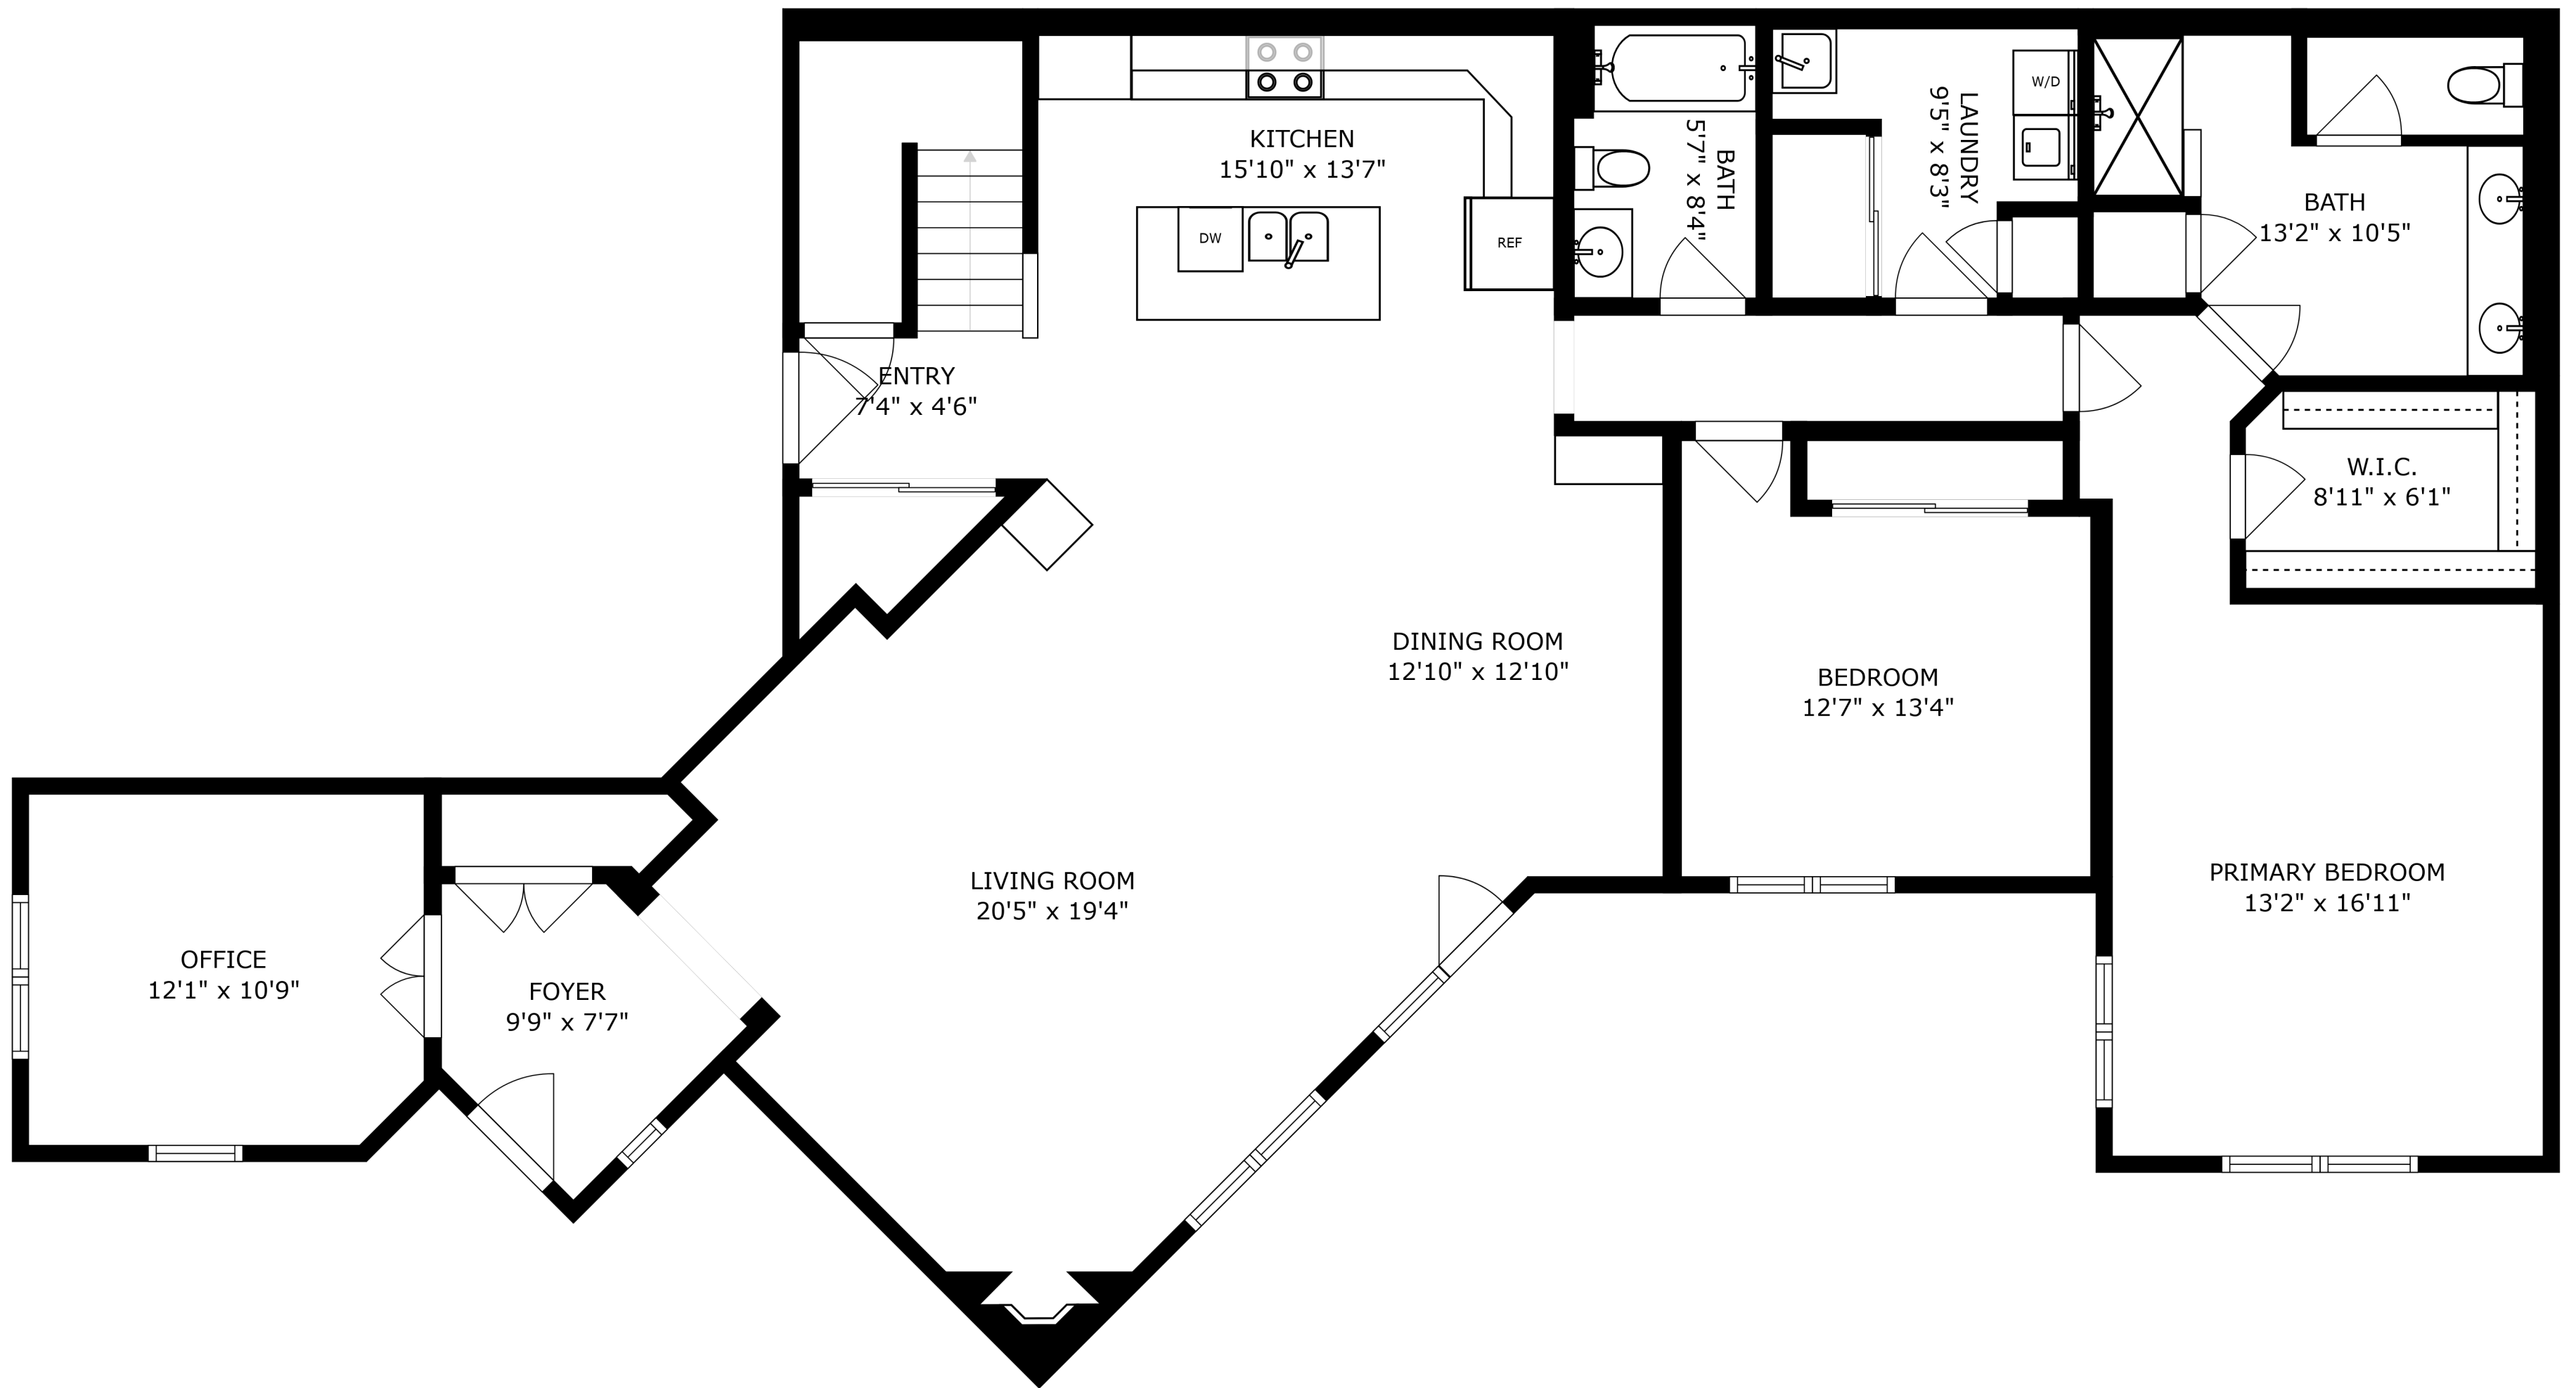 KITCHEN
15'10" x 13'7"
DW
REF
BATH
5'7" x 8'4"
LAUNDRY
9'5" x 8'3"
W/D
BATH
13'2" x 10'5"
ENTRY
7'4" x 4'6"
W.I.C.
8'11" x 6'1"
DINING ROOM
12'10" x 12'10"
BEDROOM
12'7" x 13'4"
LIVING ROOM
20'5" x 19'4"
PRIMARY BEDROOM
13'2" x 16'11"
OFFICE
12'1" x 10'9"
FOYER
9'9" x 7'7"